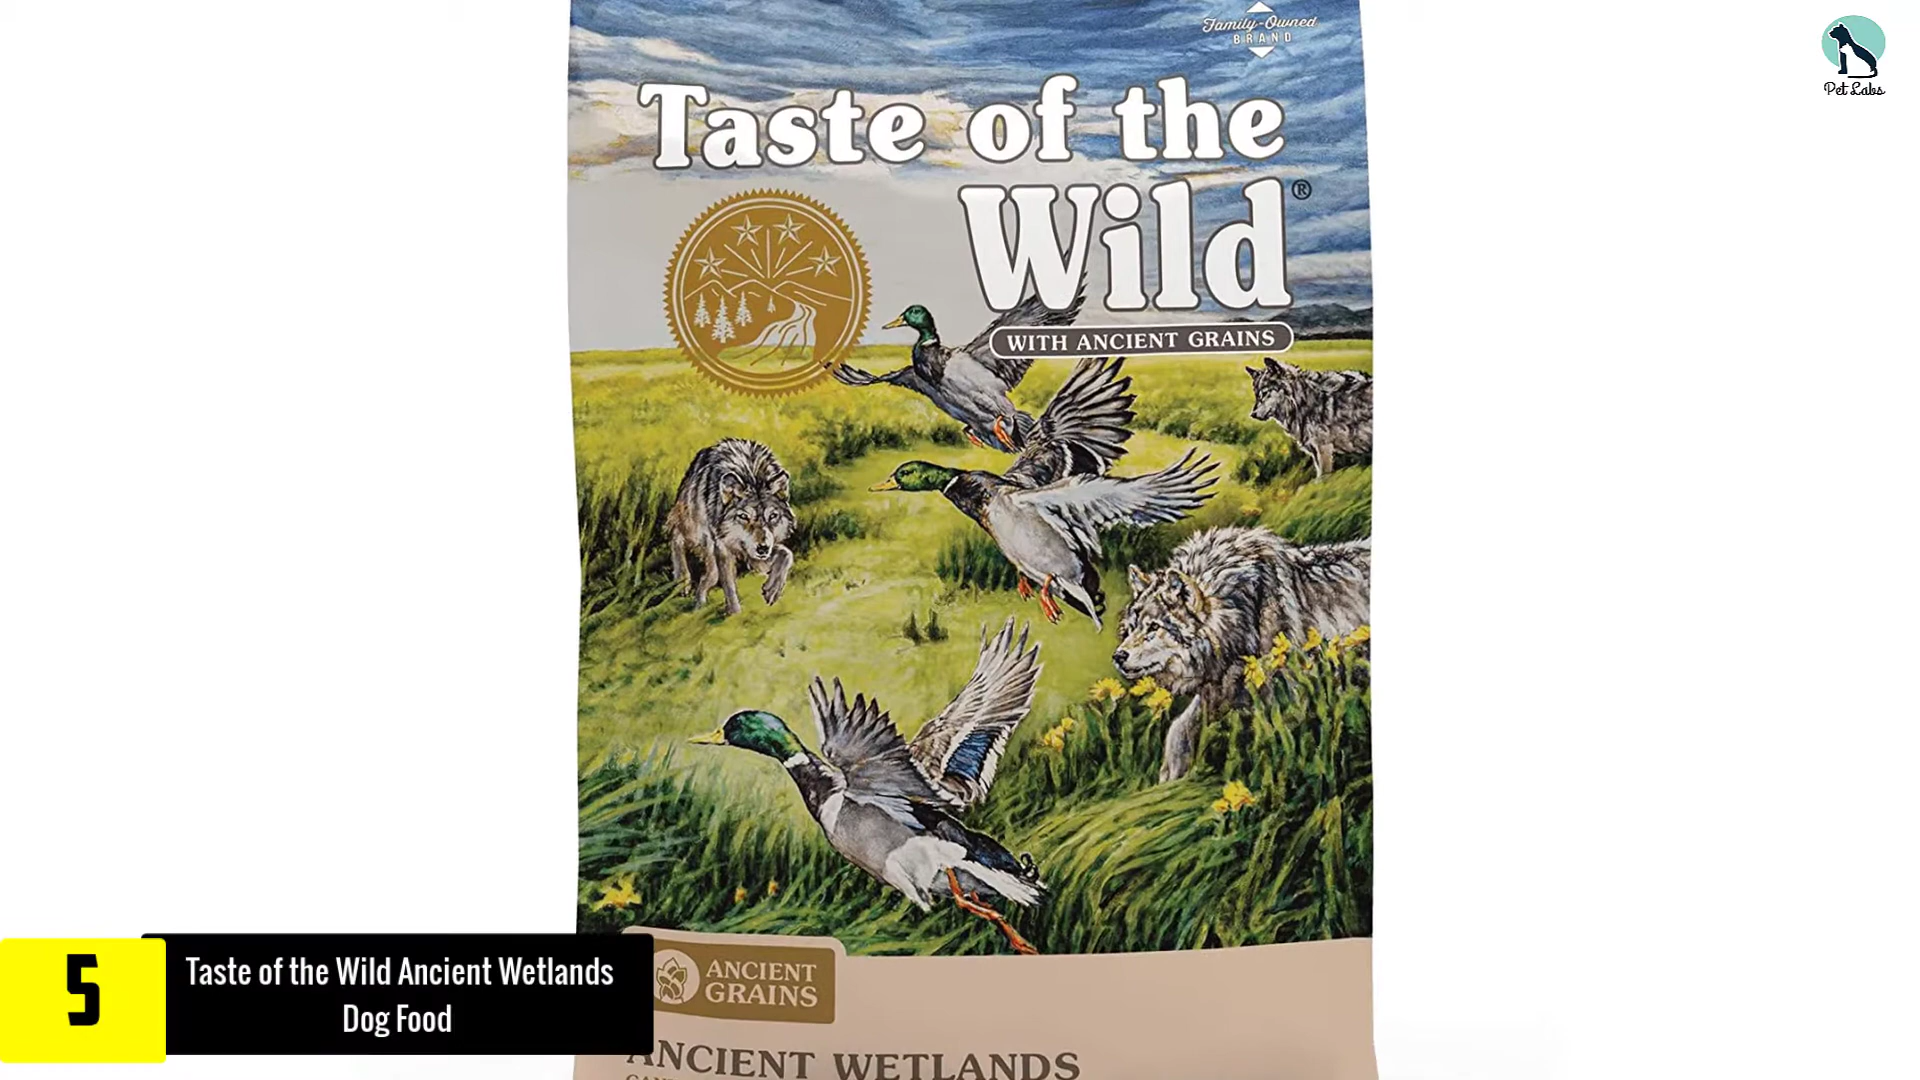 Family-Owned
BRAND
Pet Labs
Taste of the
Wild®
WITH ANCIENT GRAINS
ANCIENT
GRAINS
ANCIENT WETLANDS
5
Taste of the Wild Ancient Wetlands
Dog Food